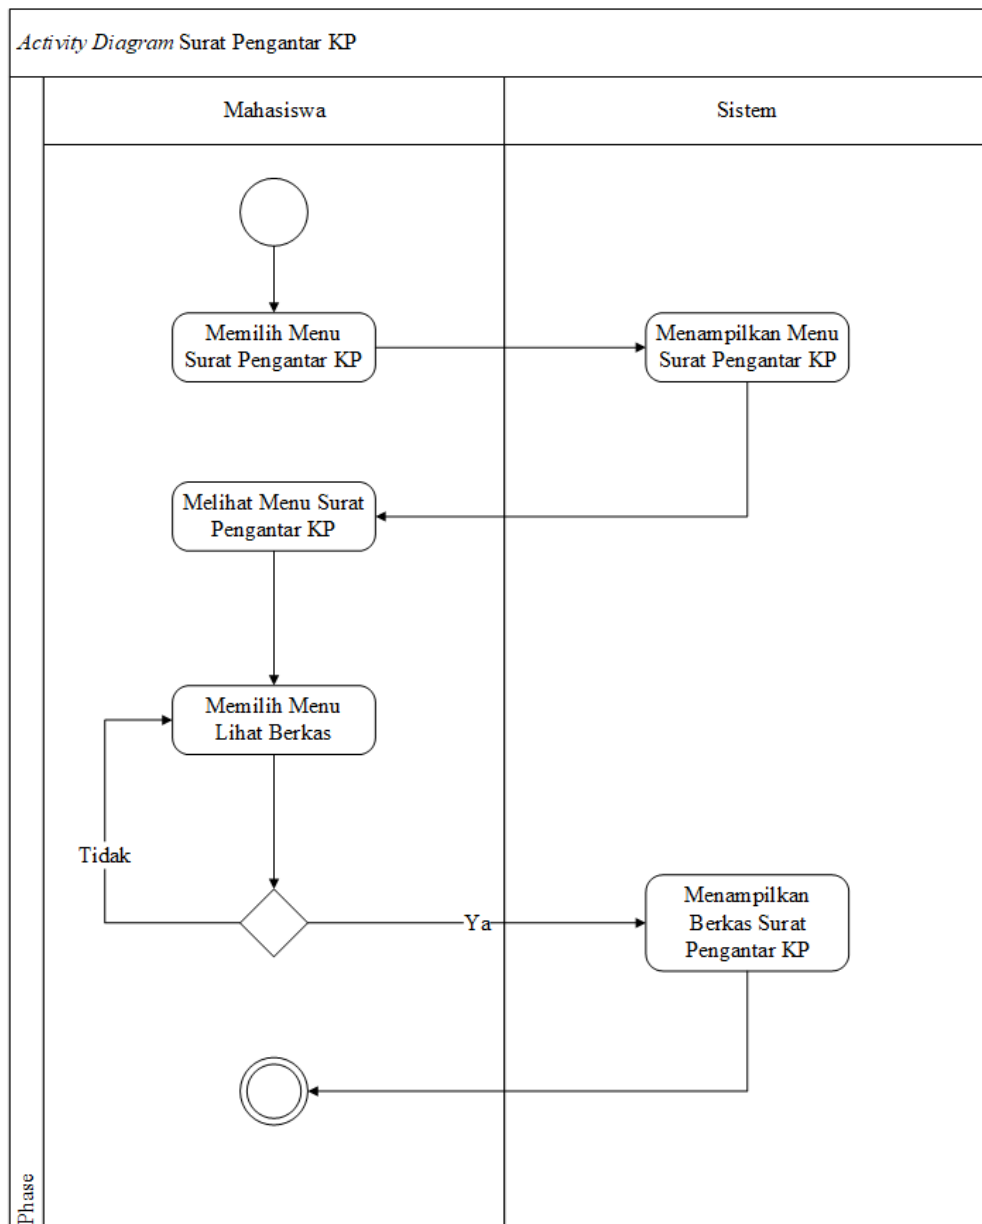 Activity Diagram Surat Pengantar KP
Mahasiswa
Sistem
Memilih Menu
Surat Pengantar KP
Menampilkan Menu
Surat Pengantar KP
Melihat Menu Surat
Pengantar KP
Memilih Menu
Lihat Berkas
Tidak
Ya
Menampilkan
Berkas Surat
Pengantar KP
Phase